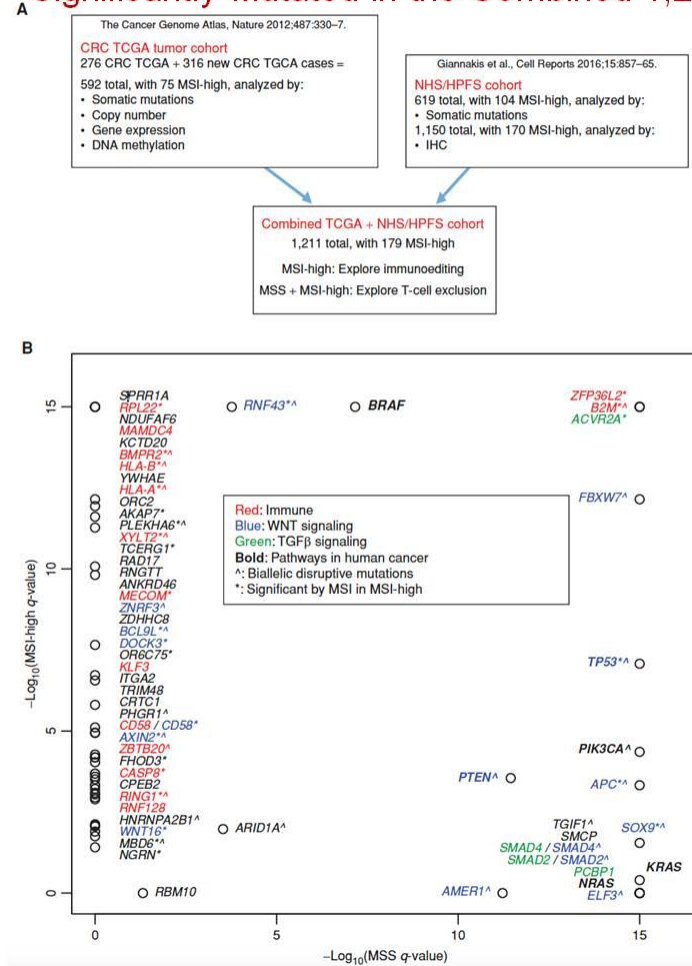 Significantly Mutated in the Combined 1,2
A
The Cancer Genome Atlas, Nature 2012;487:330–7.
CRC TCGA tumor cohort
276 CRC TCGA + 316 new CRC TGCA cases =
592 total, with 75 MSI-high, analyzed by:
• Somatic mutations
• Copy number
• Gene expression
• DNA methylation
Giannakis et al., Cell Reports 2016;15:857–65.
NHS/HPFS cohort
619 total, with 104 MSI-high, analyzed by:
• Somatic mutations
1,150 total, with 170 MSI-high, analyzed by:
• IHC
Combined TCGA + NHS/HPFS cohort
1,211 total, with 179 MSI-high
MSI-high: Explore immunoediting
MSS + MSI-high: Explore T-cell exclusion
B
–Log10(MSI-high q-value)
15
10
5
0
SPRR1A
RPL22*
NDUFAF6
MAMDC4
KCTD20
BMPR2*^
HLA-B*^
YWHAE
HLA-A*^
ORC2
AKAP7*
PLEKHA6*^
XYLT2*^
TCERG1*
RAD17
RNGTT
ANKRD46
MECOM*
ZNRF3^
ZDHHC8
BCL9L*^
DOCK3*
OR6C75*
KLF3
ITGA2
TRIM48
CRTC1
PHGR1^
CD58 / CD58*
AXIN2*^
ZBTB20^
FHOD3*
CASP8*
CPEB2
RING1*^
RNF128
HNRNPA2B1^
WNT16*
MBD6*^
NGRN*
RBM10
RNF43*^
BRAF
ZFP36L2*
B2M*^
ACVR2A*
FBXW7^
Red: Immune
Blue: WNT signaling
Green: TGFβ signaling
Bold: Pathways in human cancer
^: Biallelic disruptive mutations
*: Significant by MSI in MSI-high
TP53*^
PIK3CA^
PTEN^
APC*^
ARID1A^
TGIF1^
SOX9*^
SMCP
SMAD4 / SMAD4^
SMAD2 / SMAD2^
PCBP1
KRAS
NRAS
AMER1^
ELF3^
0
5
10
15
–Log10(MSS q-value)